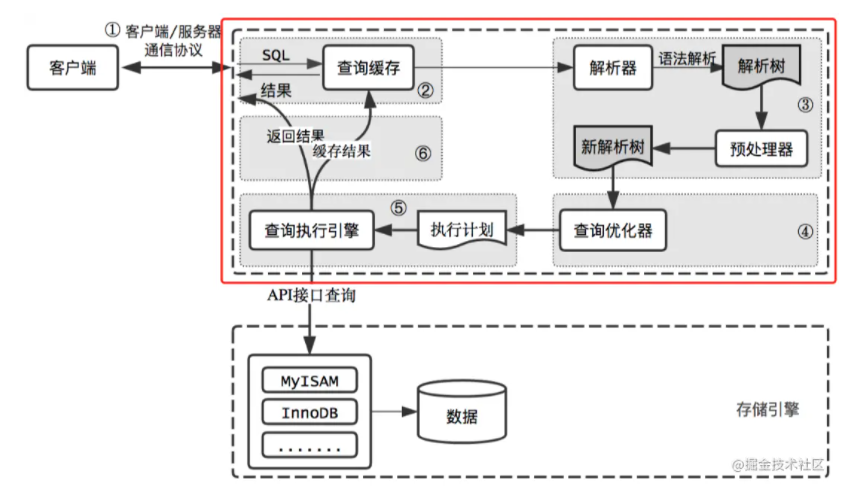 ① 客户端/服务器
通信协议
客户端
SQL
结果
查询缓存
②
解析器
语法解析
解析树
③
预处理器
新解析树
返回结果
缓存结果
⑥
查询执行引擎
⑤
执行计划
查询优化器
④
API接口查询
MyISAM
InnoDB
.......
数据
存储引擎
@掘金技术社区